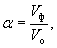 α = V_ф / V_о ,